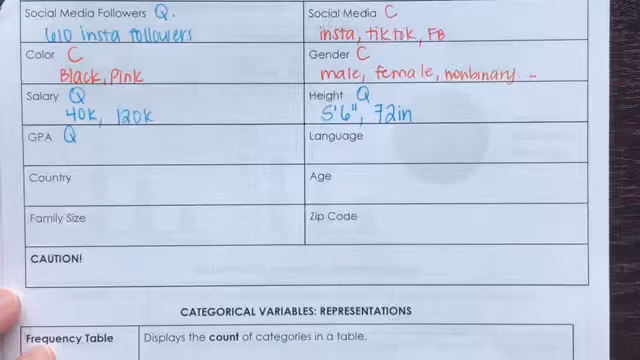 Social Media Followers Q.
610 insta followers
Social Media C
insta, tiktok, FB
Color C
Black, Pink
Gender C
male, female, nonbinary ...
Salary Q
40k, 120k
Height Q
5'6", 72in
GPA Q
Language
Country
Age
Family Size
Zip Code
CAUTION!
CATEGORICAL VARIABLES: REPRESENTATIONS
Frequency Table
Displays the count of categories in a table.